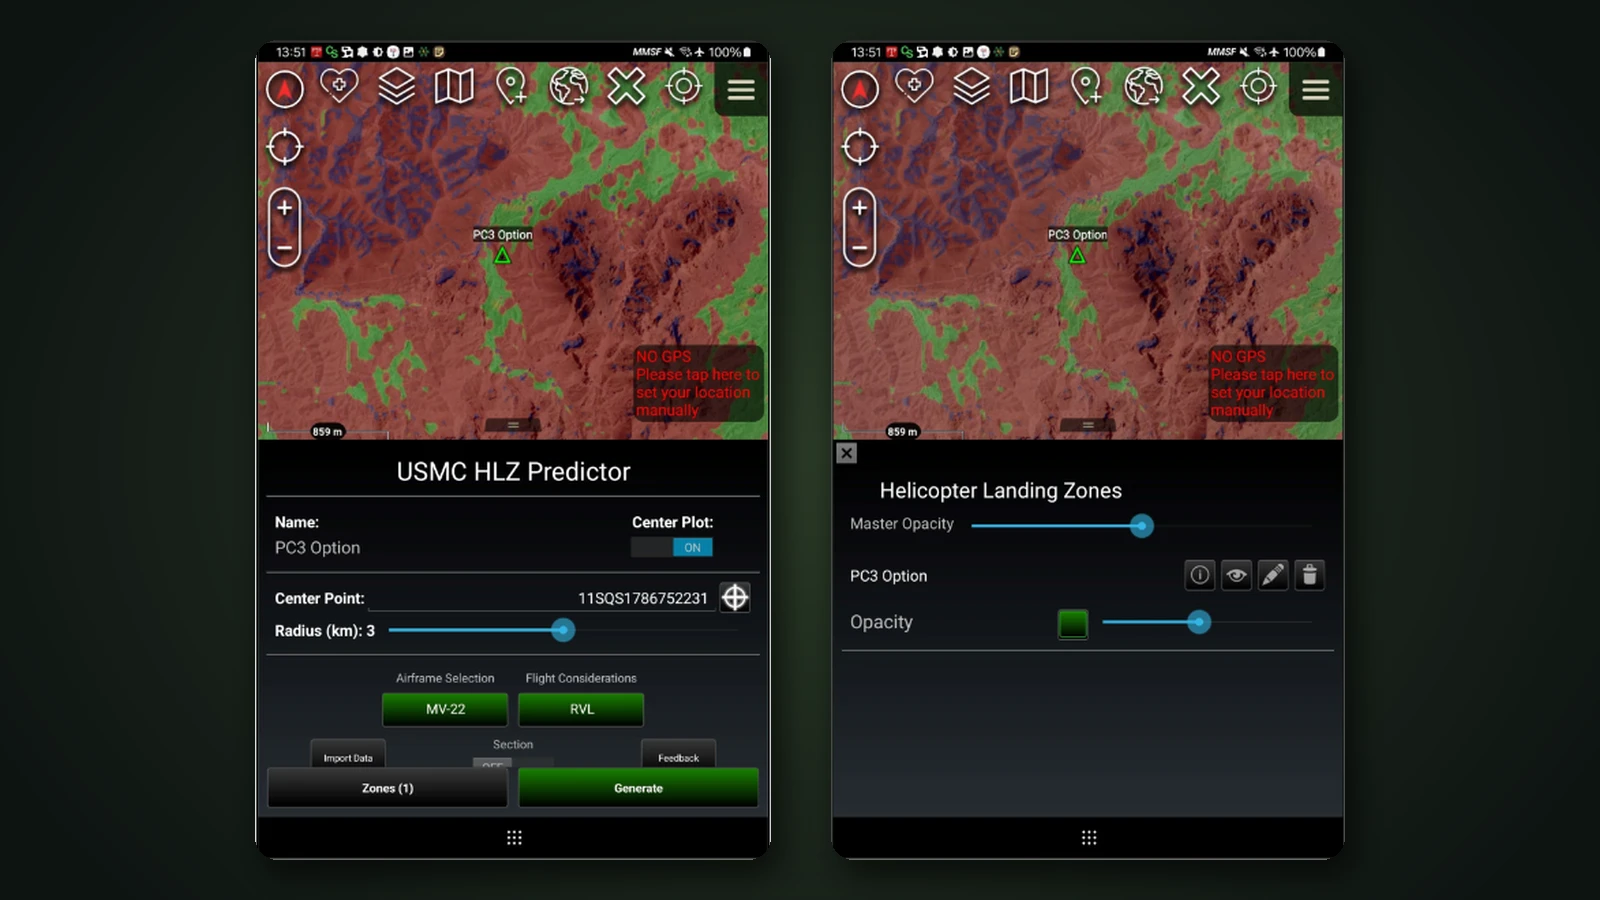 13:51 MMSF 100%
PC3 Option
NO GPS
Please tap here to
set your location
manually
859 m
USMC HLZ Predictor
Name: Center Plot:
PC3 Option ON
Center Point: 11SQS1786752231
Radius (km): 3
Airframe Selection Flight Considerations
MV-22 RVL
Section
Import Data OFF Feedback
Zones (1) Generate
13:51 MMSF 100%
PC3 Option
NO GPS
Please tap here to
set your location
manually
859 m
Helicopter Landing Zones
Master Opacity
PC3 Option
Opacity